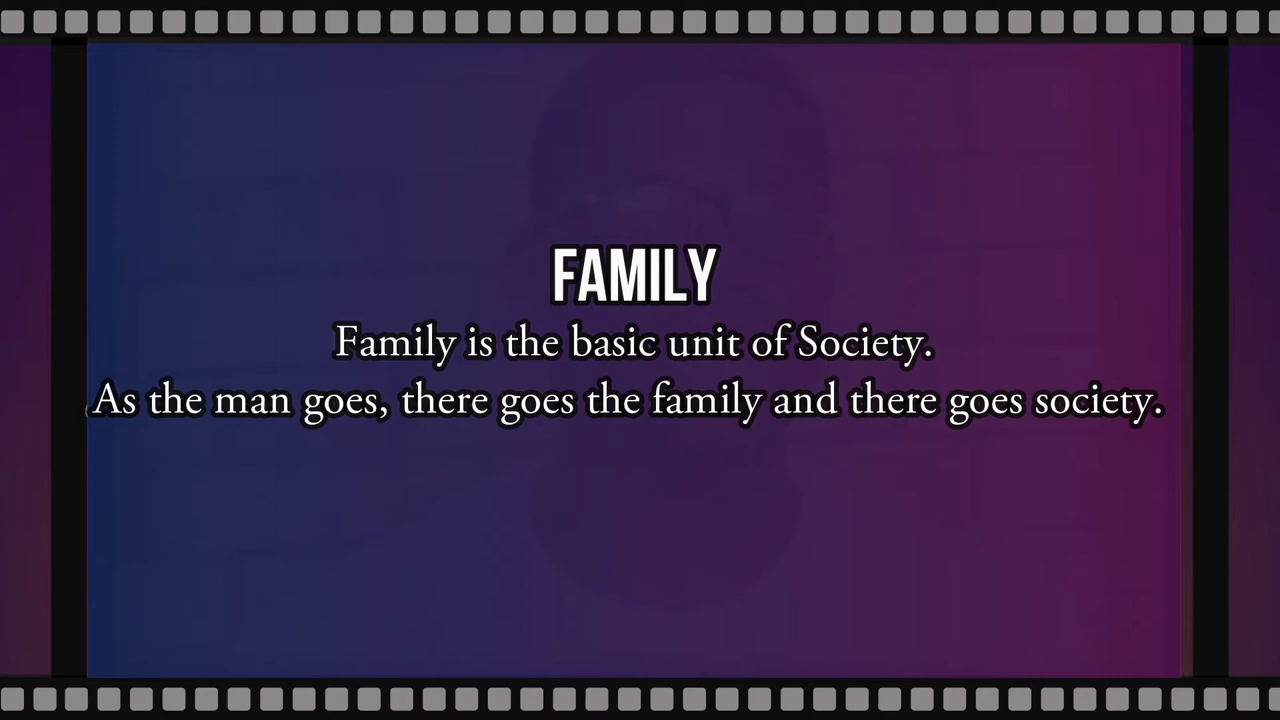 FAMILY
Family is the basic unit of Society.
As the man goes, there goes the family and there goes society.